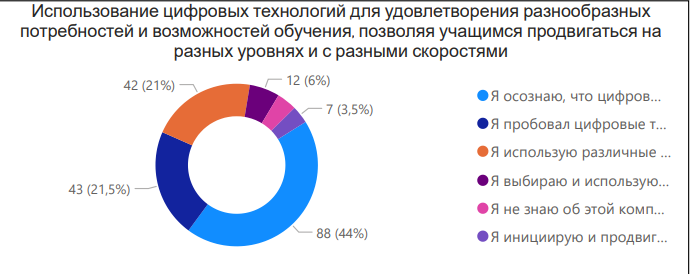 Использование цифровых технологий для удовлетворения разнообразных
потребностей и возможностей обучения, позволяя учащимся продвигаться на
разных уровнях и с разными скоростями
42 (21%)
12 (6%)
7 (3,5%)
43 (21,5%)
88 (44%)
Я осознаю, что цифров...
Я пробовал цифровые т...
Я использую различные ...
Я выбираю и использую...
Я не знаю об этой комп...
Я инициирую и продвиг...